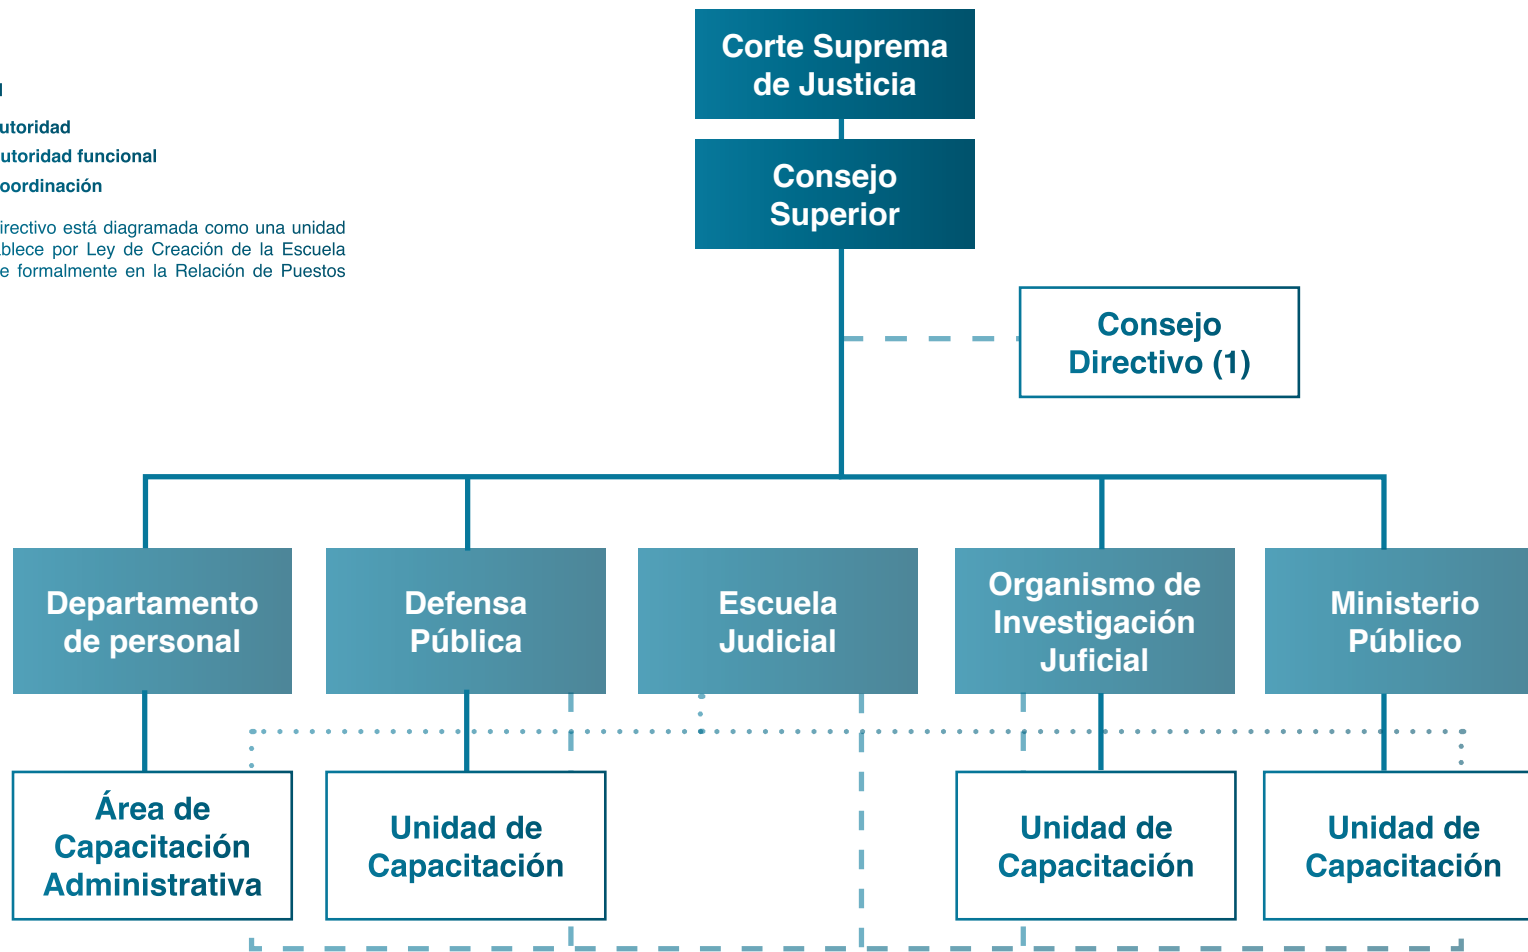 Corte Suprema
de Justicia
utoridad
utoridad funcional
oordinación
irectivo está diagramada como una unidad
ablece por Ley de Creación de la Escuela
e formalmente en la Relación de Puestos
Consejo
Superior
Consejo
Directivo (1)
Departamento
de personal
Defensa
Pública
Escuela
Judicial
Organismo de
Investigación
Juficial
Ministerio
Público
Área de
Capacitación
Administrativa
Unidad de
Capacitación
Unidad de
Capacitación
Unidad de
Capacitación